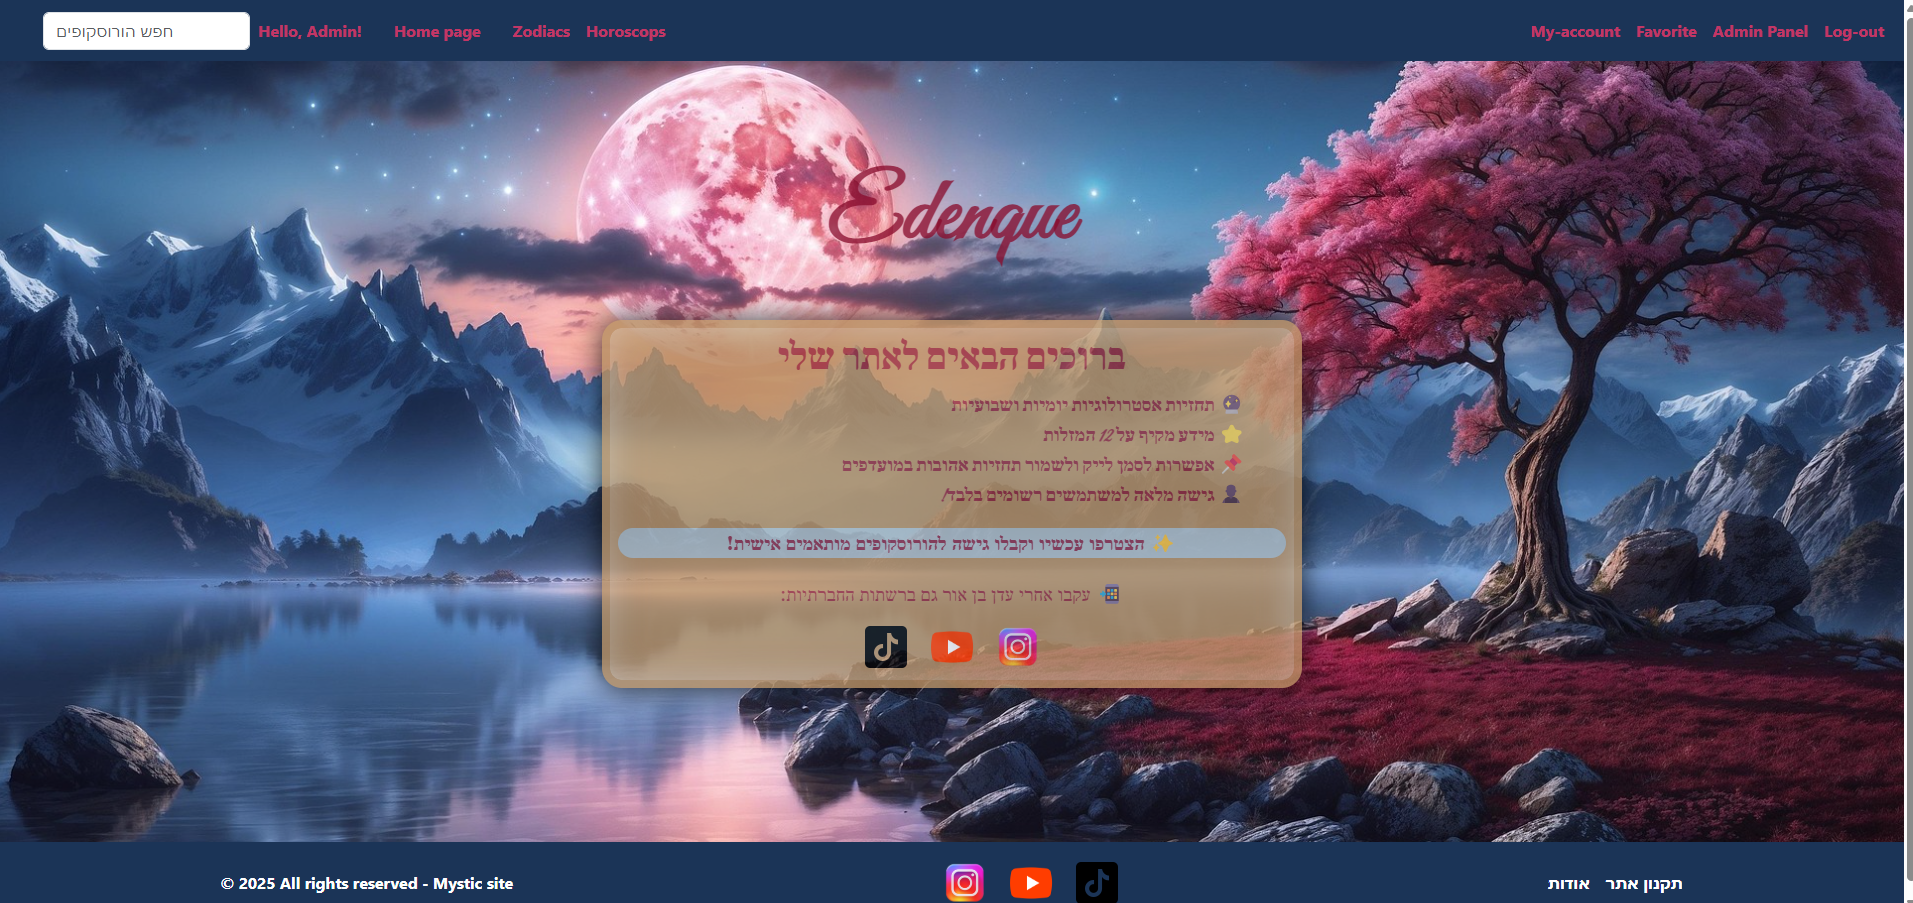 חפש הורוסקופים Hello, Admin! Home page Zodiacs Horoscops My-account Favorite Admin Panel Log-out
Edenque
ברוכים הבאים לאתר שלי
🔮 תחזיות אסטרולוגיות יומיות ושבועיות
⭐ מידע מקיף על 12 המזלות
📌 אפשרות לסמן לייק ולשמור תחזיות אהובות במועדפים
👤 גישה מלאה למשתמשים רשומים בלבד!
✨ הצטרפו עכשיו וקבלו גישה להורוסקופים מותאמים אישית!
📲 עקבו אחרי עדן בן אור גם ברשתות החברתיות:
© 2025 All rights reserved - Mystic site תקנון אתר אודות